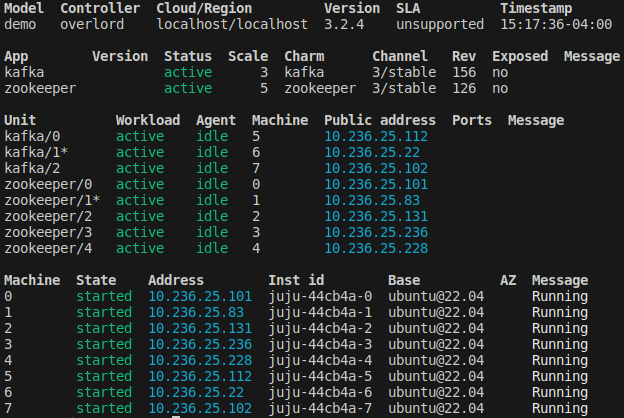 Model  Controller  Cloud/Region         Version  SLA          Timestamp
demo   overlord    localhost/localhost  3.2.4    unsupported  15:17:36-04:00

App        Version  Status  Scale  Charm      Channel   Rev  Exposed  Message
kafka               active      3  kafka      3/stable  156  no
zookeeper           active      5  zookeeper  3/stable  126  no

Unit          Workload  Agent  Machine  Public address  Ports  Message
kafka/0       active    idle   5        10.236.25.112
kafka/1*      active    idle   6        10.236.25.22
kafka/2       active    idle   7        10.236.25.102
zookeeper/0   active    idle   0        10.236.25.101
zookeeper/1*  active    idle   1        10.236.25.83
zookeeper/2   active    idle   2        10.236.25.131
zookeeper/3   active    idle   3        10.236.25.236
zookeeper/4   active    idle   4        10.236.25.228

Machine  State    Address        Inst id        Base          AZ  Message
0        started  10.236.25.101  juju-44cb4a-0  ubuntu@22.04      Running
1        started  10.236.25.83   juju-44cb4a-1  ubuntu@22.04      Running
2        started  10.236.25.131  juju-44cb4a-2  ubuntu@22.04      Running
3        started  10.236.25.236  juju-44cb4a-3  ubuntu@22.04      Running
4        started  10.236.25.228  juju-44cb4a-4  ubuntu@22.04      Running
5        started  10.236.25.112  juju-44cb4a-5  ubuntu@22.04      Running
6        started  10.236.25.22   juju-44cb4a-6  ubuntu@22.04      Running
7        started  10.236.25.102  juju-44cb4a-7  ubuntu@22.04      Running